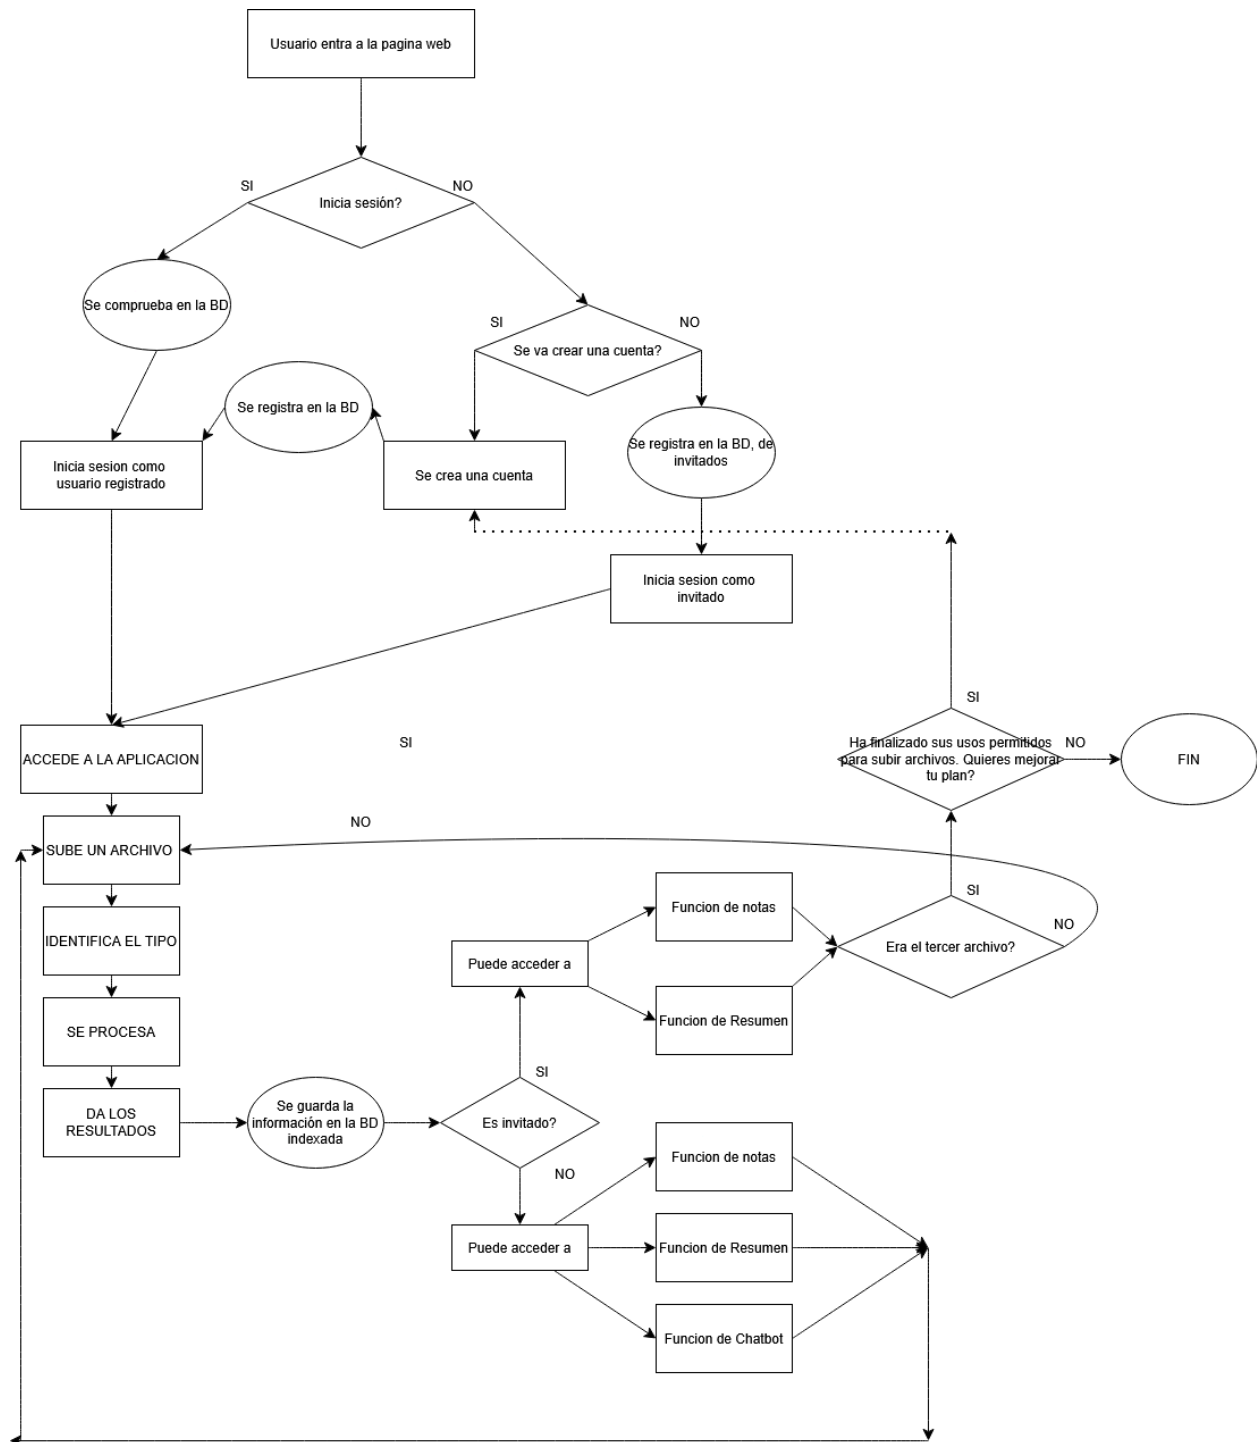 Usuario entra a la pagina web
SI
NO
Inicia sesión?
Se comprueba en la BD
SI
NO
Se va crear una cuenta?
Se registra en la BD
Se registra en la BD, de
invitados
Inicia sesion como
usuario registrado
Se crea una cuenta
Inicia sesion como
invitado
SI
Ha finalizado sus usos permitidos
para subir archivos. Quieres mejorar
tu plan?
NO
FIN
ACCEDE A LA APLICACION
SI
NO
SUBE UN ARCHIVO
SI
NO
Funcion de notas
Era el tercer archivo?
IDENTIFICA EL TIPO
Puede acceder a
Funcion de Resumen
SE PROCESA
SI
DA LOS
RESULTADOS
Se guarda la
información en la BD
indexada
Es invitado?
NO
Funcion de notas
Puede acceder a
Funcion de Resumen
Funcion de Chatbot